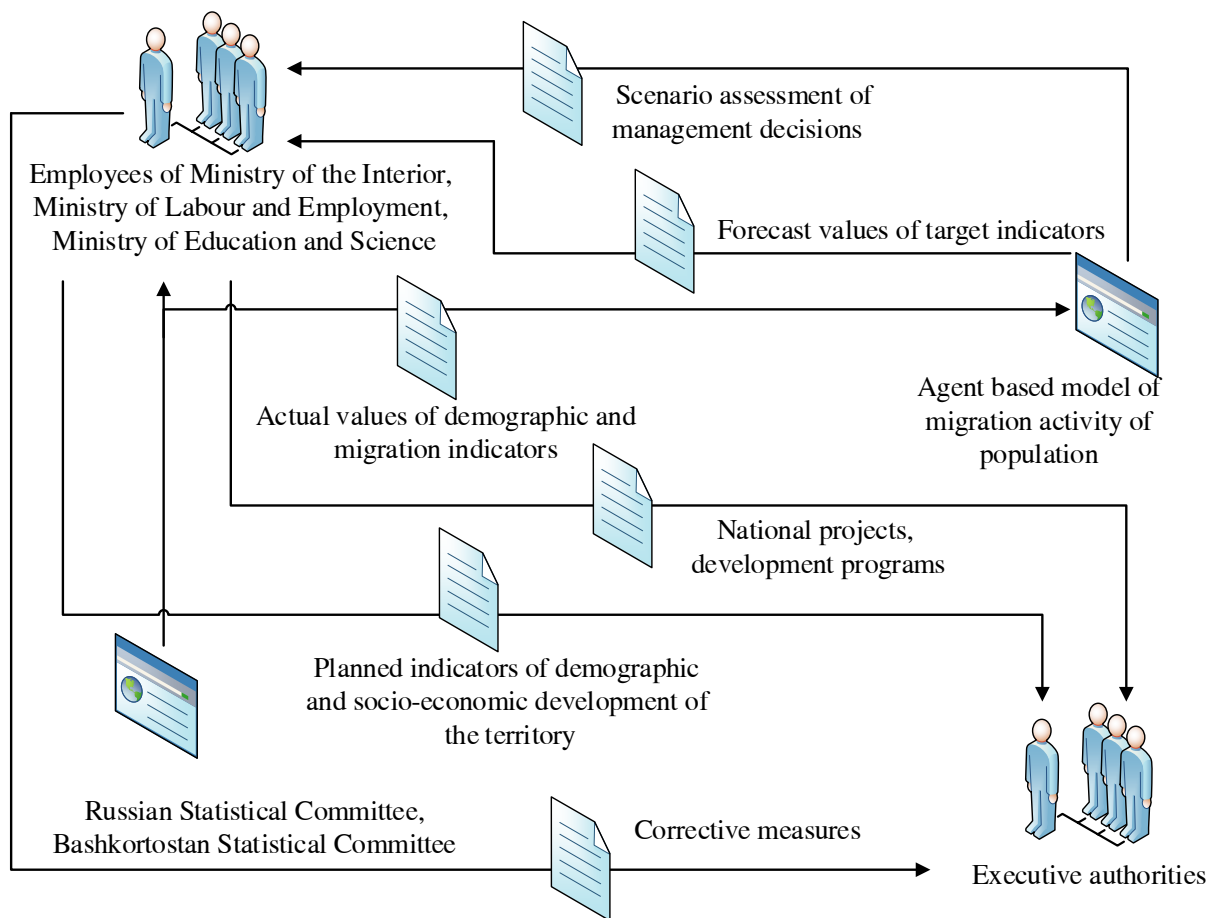 Scenario assessment of
management decisions
Employees of Ministry of the Interior,
Ministry of Labour and Employment,
Ministry of Education and Science
Forecast values of target indicators
Actual values of demographic and
migration indicators
Agent based model of
migration activity of
population
National projects,
development programs
Planned indicators of demographic
and socio-economic development of
the territory
Russian Statistical Committee,
Bashkortostan Statistical Committee
Corrective measures
Executive authorities